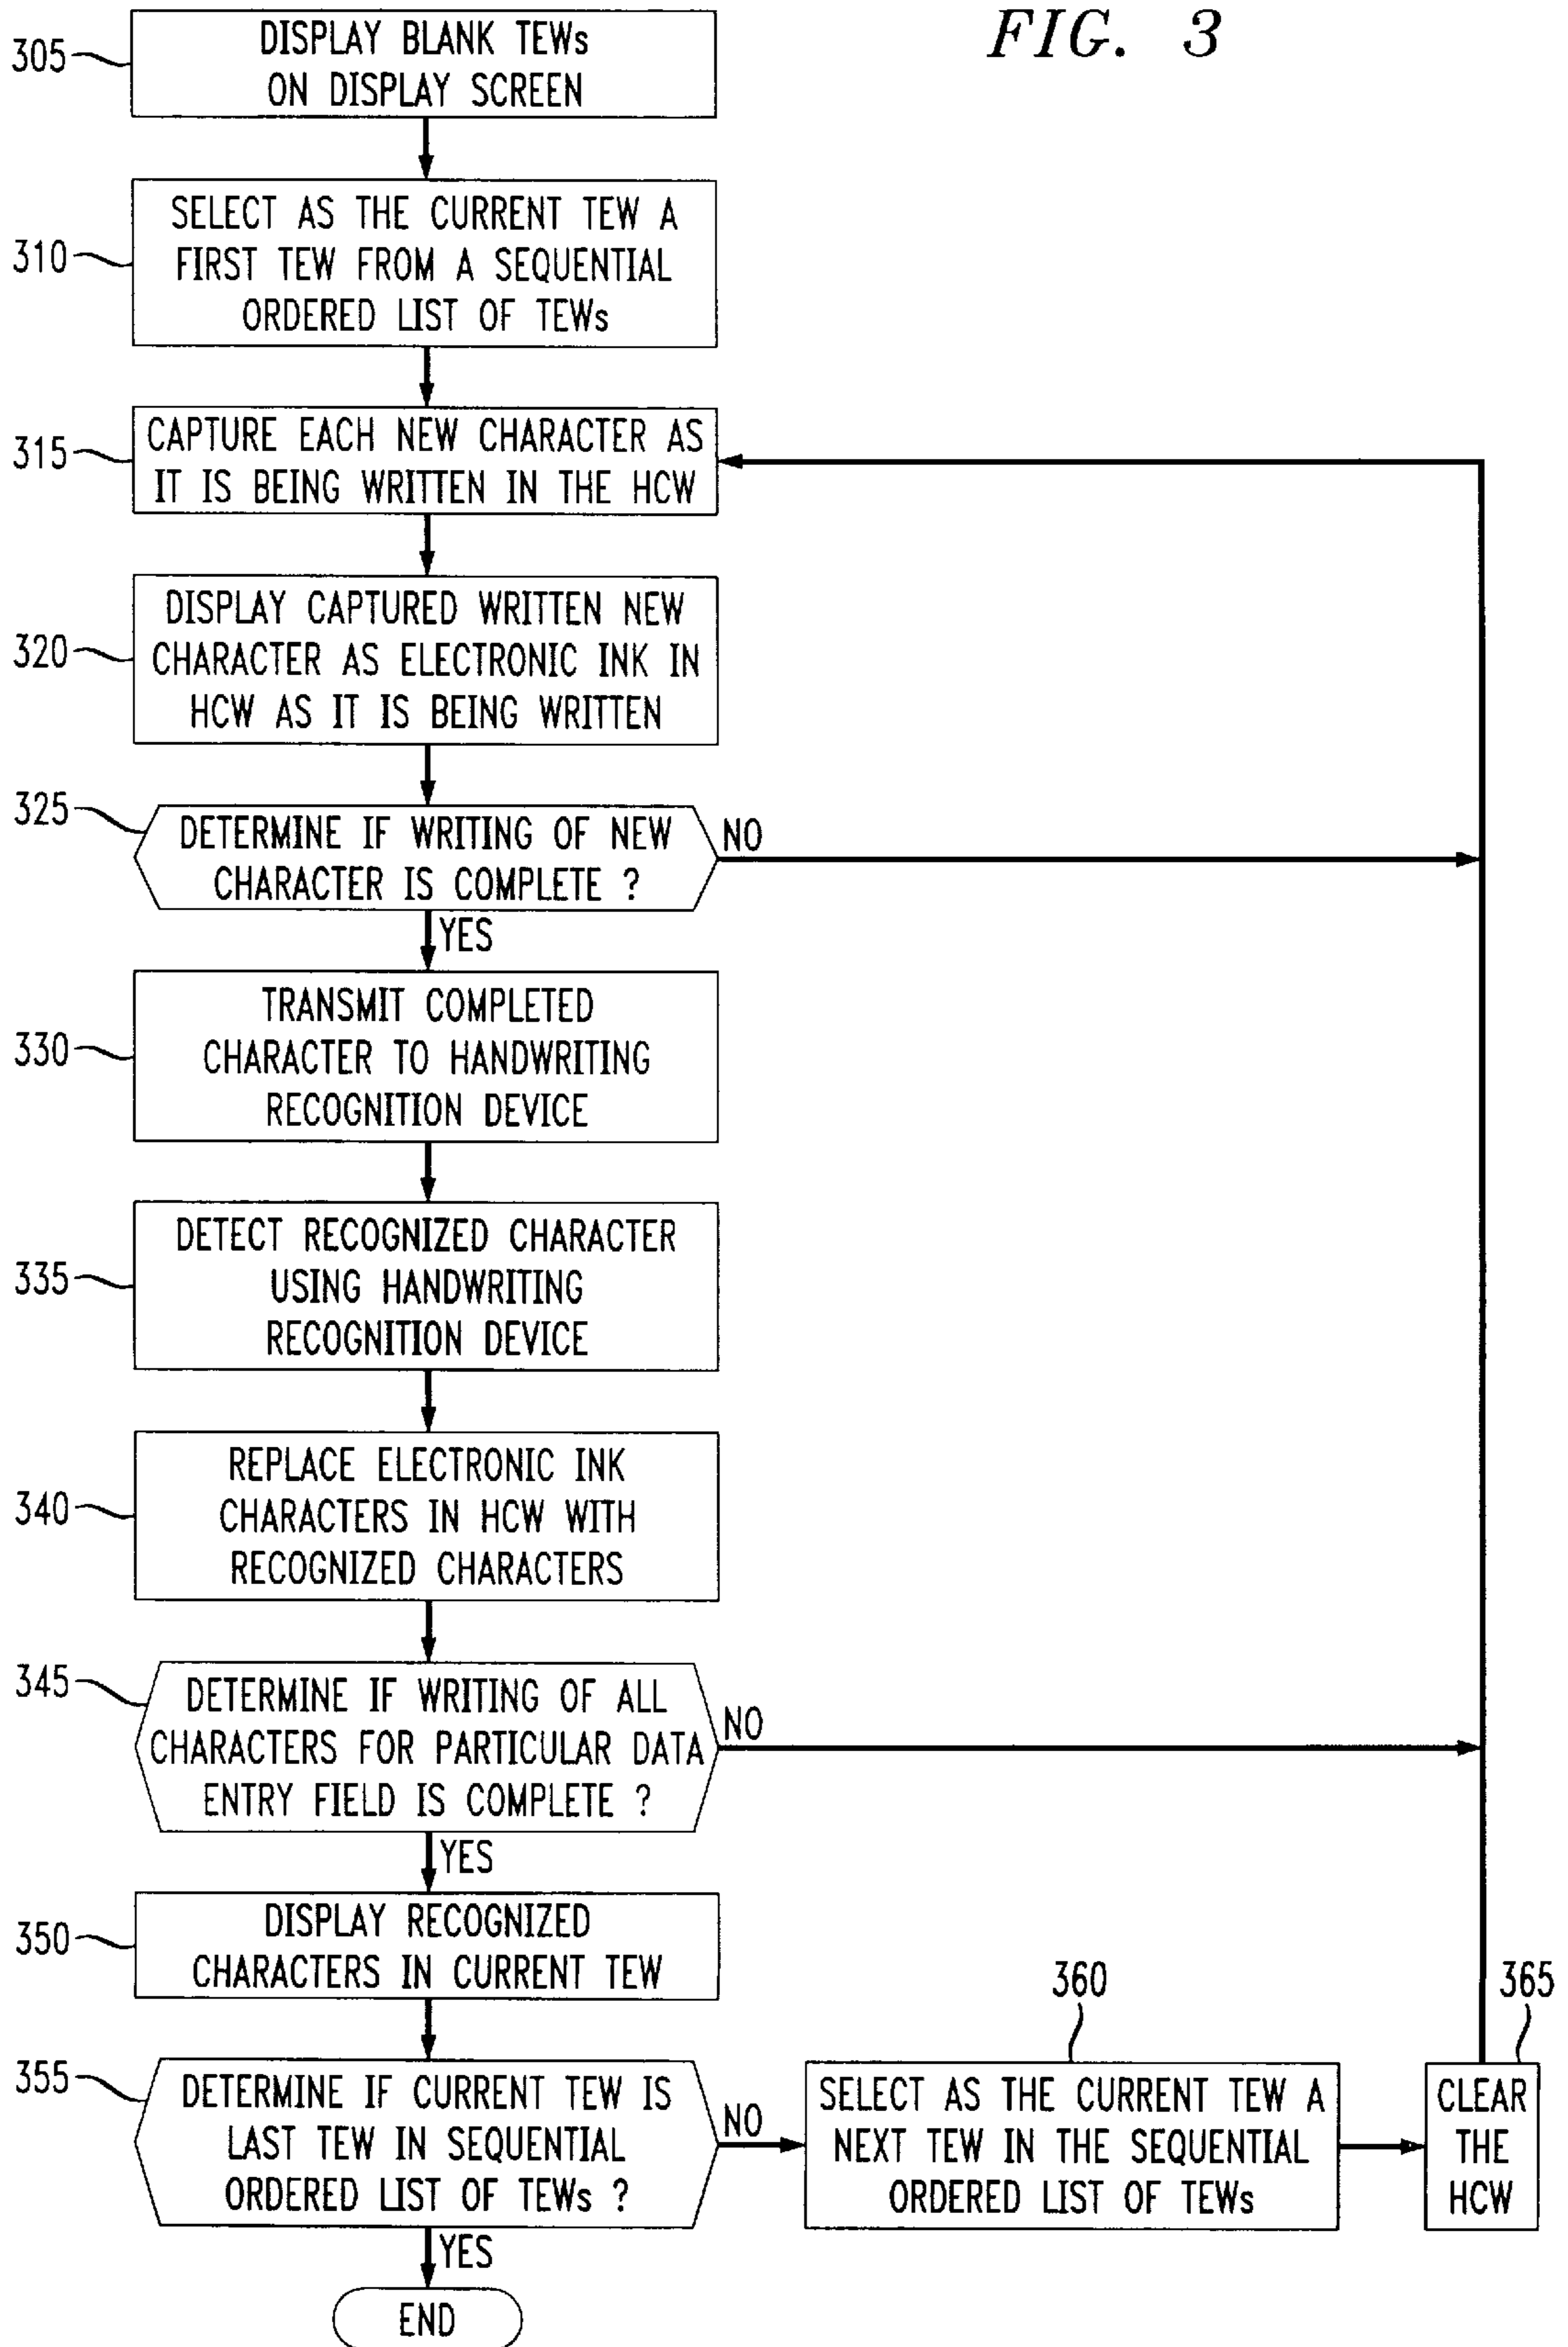 FIG. 3
305
DISPLAY BLANK TEWs
ON DISPLAY SCREEN
310
SELECT AS THE CURRENT TEW A
FIRST TEW FROM A SEQUENTIAL
ORDERED LIST OF TEWs
315
CAPTURE EACH NEW CHARACTER AS
IT IS BEING WRITTEN IN THE HCW
320
DISPLAY CAPTURED WRITTEN NEW
CHARACTER AS ELECTRONIC INK IN
HCW AS IT IS BEING WRITTEN
325
DETERMINE IF WRITING OF NEW
CHARACTER IS COMPLETE ?
NO
YES
330
TRANSMIT COMPLETED
CHARACTER TO HANDWRITING
RECOGNITION DEVICE
335
DETECT RECOGNIZED CHARACTER
USING HANDWRITING
RECOGNITION DEVICE
340
REPLACE ELECTRONIC INK
CHARACTERS IN HCW WITH
RECOGNIZED CHARACTERS
345
DETERMINE IF WRITING OF ALL
CHARACTERS FOR PARTICULAR DATA
ENTRY FIELD IS COMPLETE ?
NO
YES
350
DISPLAY RECOGNIZED
CHARACTERS IN CURRENT TEW
355
DETERMINE IF CURRENT TEW IS
LAST TEW IN SEQUENTIAL
ORDERED LIST OF TEWs ?
NO
YES
360
SELECT AS THE CURRENT TEW A
NEXT TEW IN THE SEQUENTIAL
ORDERED LIST OF TEWs
365
CLEAR
THE
HCW
END